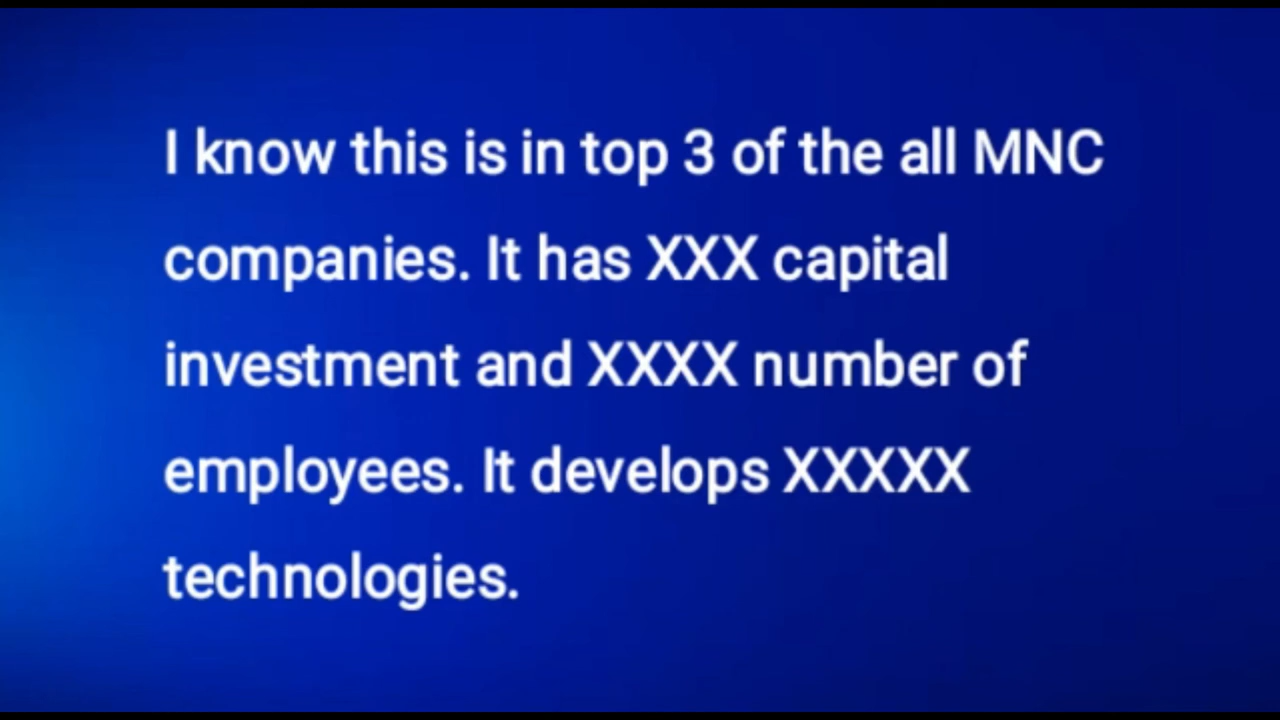 I know this is in top 3 of the all MNC
companies. It has XXX capital
investment and XXXX number of
employees. It develops XXXXX
technologies.